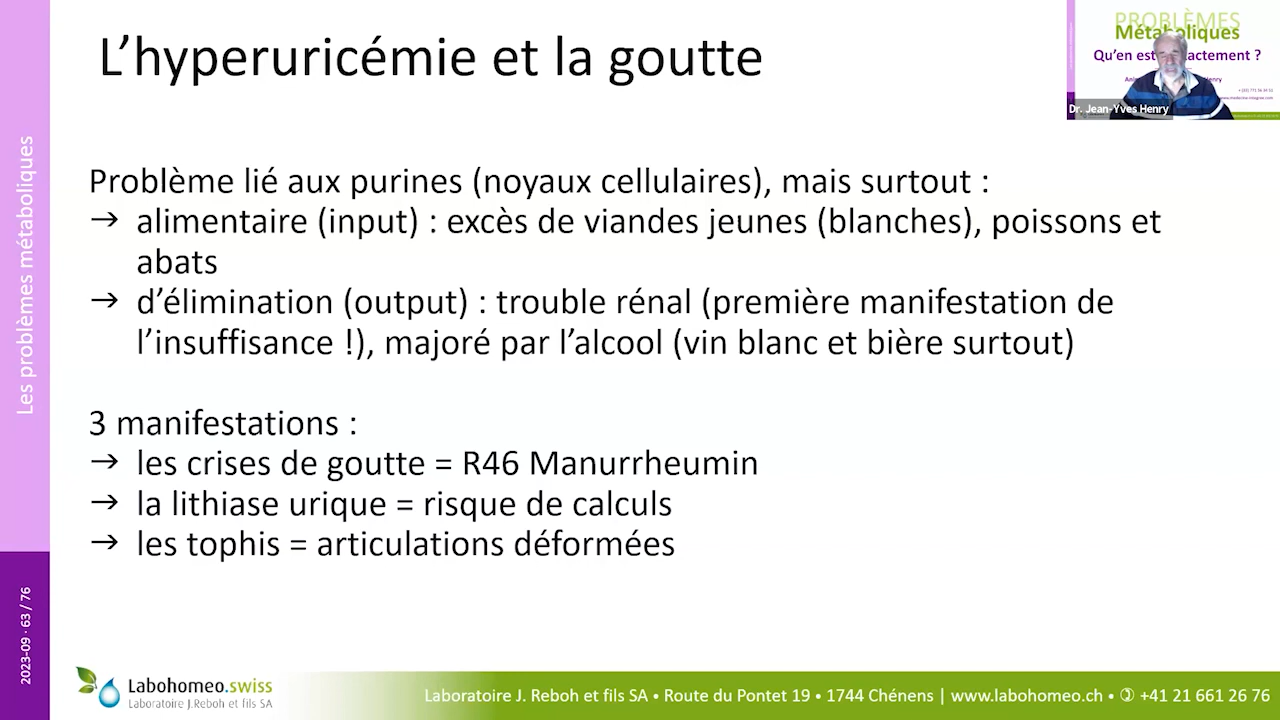 L'hyperuricémie et la goutte
Problème lié aux purines (noyaux cellulaires), mais surtout :
→ alimentaire (input) : excès de viandes jeunes (blanches), poissons et
abats
→ d'élimination (output) : trouble rénal (première manifestation de
l'insuffisance !), majoré par l'alcool (vin blanc et bière surtout)
3 manifestations :
→ les crises de goutte = R46 Manurrheumin
→ la lithiase urique = risque de calculs
→ les tophis = articulations déformées
Les problèmes métaboliques
2023-09 · 63 / 76
Labohomeo.swiss
Laboratoire J.Reboh et fils SA
Laboratoire J. Reboh et fils SA • Route du Pontet 19 • 1744 Chénens | www.labohomeo.ch • ✆ +41 21 661 26 76
PROBLÈMES
Qu'en est
?
Dr. Jean-Yves Henry